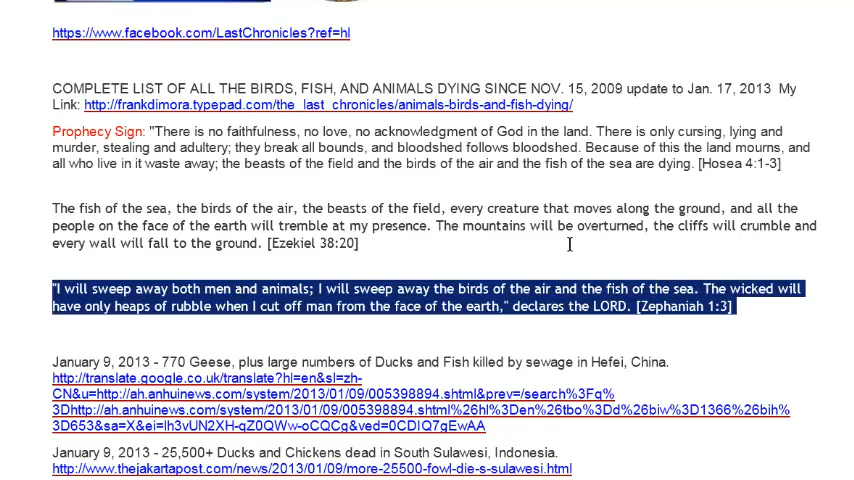 https://www.facebook.com/LastChronicles?ref=hl
COMPLETE LIST OF ALL THE BIRDS, FISH, AND ANIMALS DYING SINCE NOV. 15, 2009 update to Jan. 17, 2013  My
Link: http://frankdimora.typepad.com/the_last_chronicles/animals-birds-and-fish-dying/
Prophecy Sign: "There is no faithfulness, no love, no acknowledgment of God in the land. There is only cursing, lying and
murder, stealing and adultery; they break all bounds, and bloodshed follows bloodshed. Because of this the land mourns, and
all who live in it waste away; the beasts of the field and the birds of the air and the fish of the sea are dying. [Hosea 4:1-3]
The fish of the sea, the birds of the air, the beasts of the field, every creature that moves along the ground, and all the
people on the face of the earth will tremble at my presence. The mountains will be overturned, the cliffs will crumble and
every wall will fall to the ground. [Ezekiel 38:20]
"I will sweep away both men and animals; I will sweep away the birds of the air and the fish of the sea. The wicked will
have only heaps of rubble when I cut off man from the face of the earth," declares the LORD. [Zephaniah 1:3]
January 9, 2013 - 770 Geese, plus large numbers of Ducks and Fish killed by sewage in Hefei, China.
http://translate.google.co.uk/translate?hl=en&sl=zh-
CN&u=http://ah.anhuinews.com/system/2013/01/09/005398894.shtml&prev=/search%3Fq%
3Dhttp://ah.anhuinews.com/system/2013/01/09/005398894.shtml%26hl%3Den%26tbo%3Dd%26biw%3D1366%26bih%
3D653&sa=X&ei=lh3vUN2XH-qZ0QWw-oCQCg&ved=0CDIQ7gEwAA
January 9, 2013 - 25,500+ Ducks and Chickens dead in South Sulawesi, Indonesia.
http://www.thejakartapost.com/news/2013/01/09/more-25500-fowl-die-s-sulawesi.html